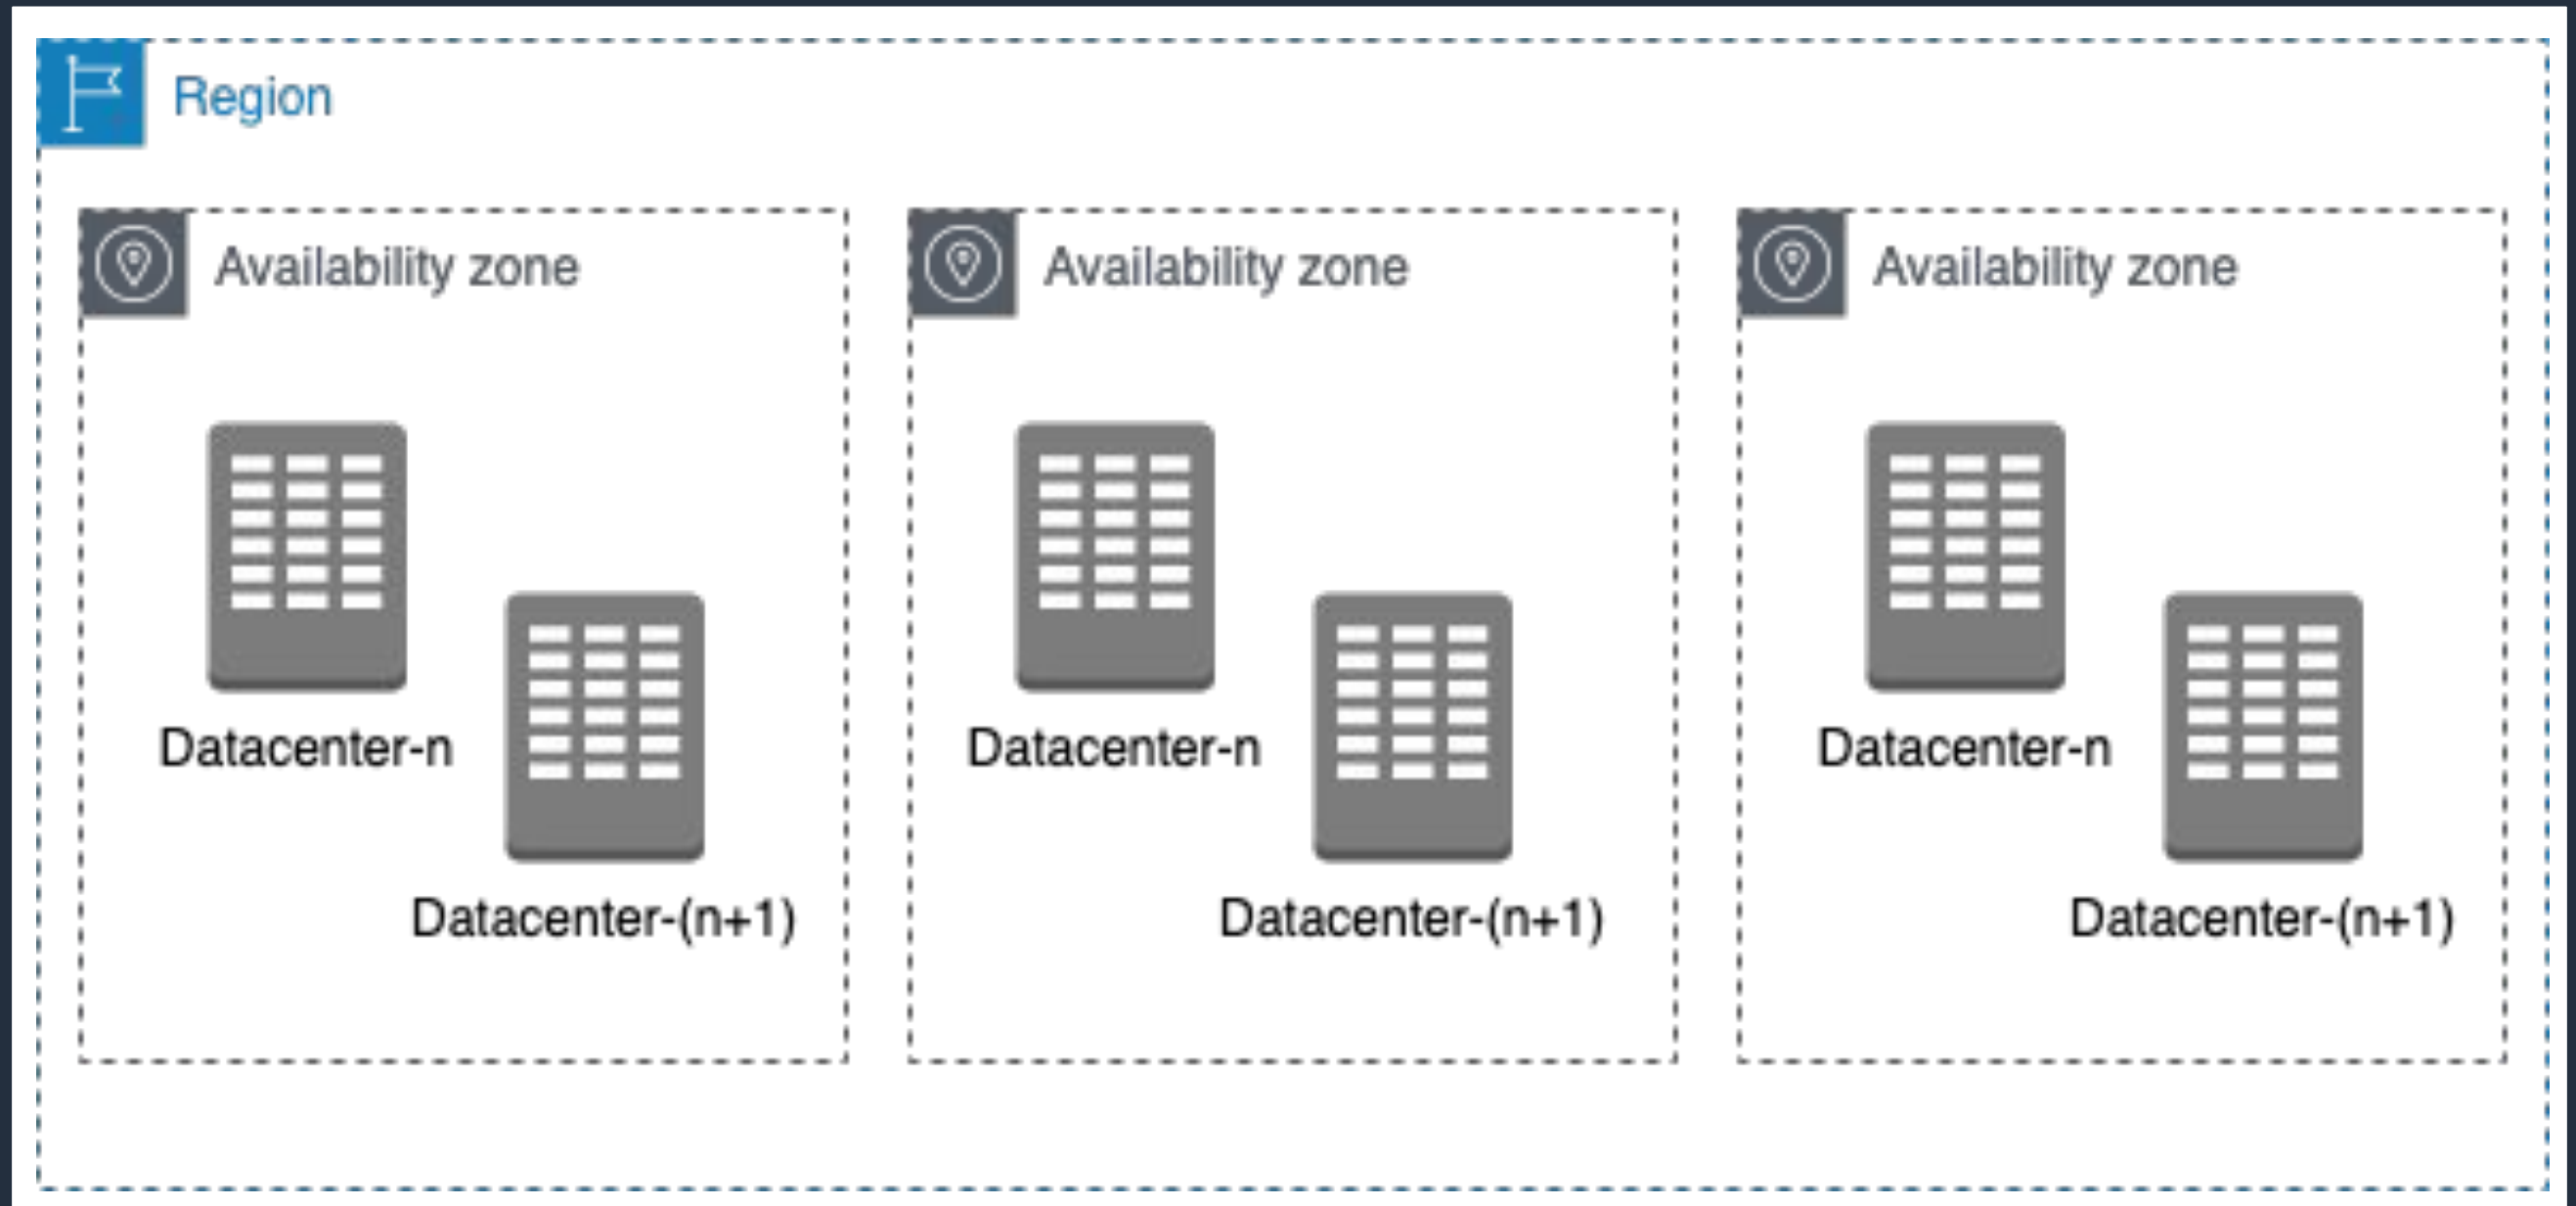 Region
Availability zone
Availability zone
Availability zone
Datacenter-n
Datacenter-n
Datacenter-n
Datacenter-(n+1)
Datacenter-(n+1)
Datacenter-(n+1)